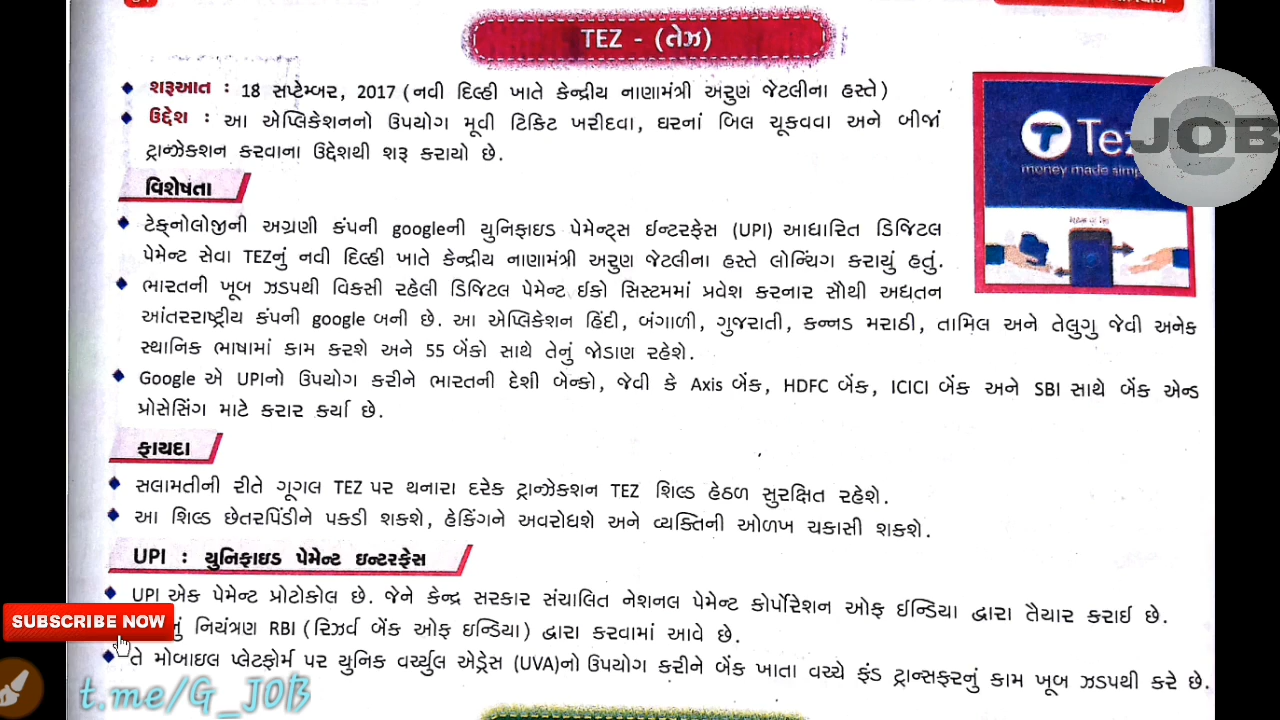 TEZ - (તેઝ)
શરૂઆત : 18 સપ્ટેમ્બર, 2017 (નવી દિલ્હી ખાતે કેન્દ્રીય નાણામંત્રી અરુણ જેટલીના હસ્તે)
ઉદ્દેશ : આ એપ્લિકેશનનો ઉપયોગ મૂવી ટિકિટ ખરીદવા, ઘરનાં બિલ ચૂકવવા અને બીજાં
ટ્રાન્ઝેક્શન કરવાના ઉદ્દેશથી શરૂ કરાયો છે.
Tez
money made simp
JOB
વિશેષતા
ટેક્નોલોજીની અગ્રણી કંપની googleની યુનિફાઇડ પેમેન્ટ્સ ઈન્ટરફેસ (UPI) આધારિત ડિજિટલ
પેમેન્ટ સેવા TEZનું નવી દિલ્હી ખાતે કેન્દ્રીય નાણામંત્રી અરુણ જેટલીના હસ્તે લોન્ચિંગ કરાયું હતું.
ભારતની ખૂબ ઝડપથી વિકસી રહેલી ડિજિટલ પેમેન્ટ ઈકો સિસ્ટમમાં પ્રવેશ કરનાર સૌથી અદ્યતન
આંતરરાષ્ટ્રીય કંપની google બની છે. આ એપ્લિકેશન હિંદી, બંગાળી, ગુજરાતી, કન્નડ મરાઠી, તામિલ અને તેલુગુ જેવી અનેક
સ્થાનિક ભાષામાં કામ કરશે અને 55 બેંકો સાથે તેનું જોડાણ રહેશે.
Google એ UPIનો ઉપયોગ કરીને ભારતની દેશી બેન્કો, જેવી કે Axis બેંક, HDFC બેંક, ICICI બેંક અને SBI સાથે બેંક એન્ડ
પ્રોસેસિંગ માટે કરાર કર્યા છે.
ફાયદા
સલામતીની રીતે ગૂગલ TEZ પર થનારા દરેક ટ્રાન્ઝેક્શન TEZ શિલ્ડ હેઠળ સુરક્ષિત રહેશે.
આ શિલ્ડ છેતરપિંડીને પકડી શકશે, હેકિંગને અવરોધશે અને વ્યક્તિની ઓળખ ચકાસી શકશે.
UPI : યુનિફાઇડ પેમેન્ટ ઇન્ટરફેસ
UPI એક પેમેન્ટ પ્રોટોકોલ છે. જેને કેન્દ્ર સરકાર સંચાલિત નેશનલ પેમેન્ટ કોર્પોરેશન ઓફ ઈન્ડિયા દ્વારા તૈયાર કરાઈ છે.
SUBSCRIBE NOW
નિયંત્રણ RBI (રિઝર્વ બેંક ઓફ ઇન્ડિયા) દ્વારા કરવામાં આવે છે.
તે મોબાઇલ પ્લેટફોર્મ પર યુનિક વર્ચ્યુલ એડ્રેસ (UVA)નો ઉપયોગ કરીને બેંક ખાતા વચ્ચે ફંડ ટ્રાન્સફરનું કામ ખૂબ ઝડપથી કરે છે.
t.me/G_JOB